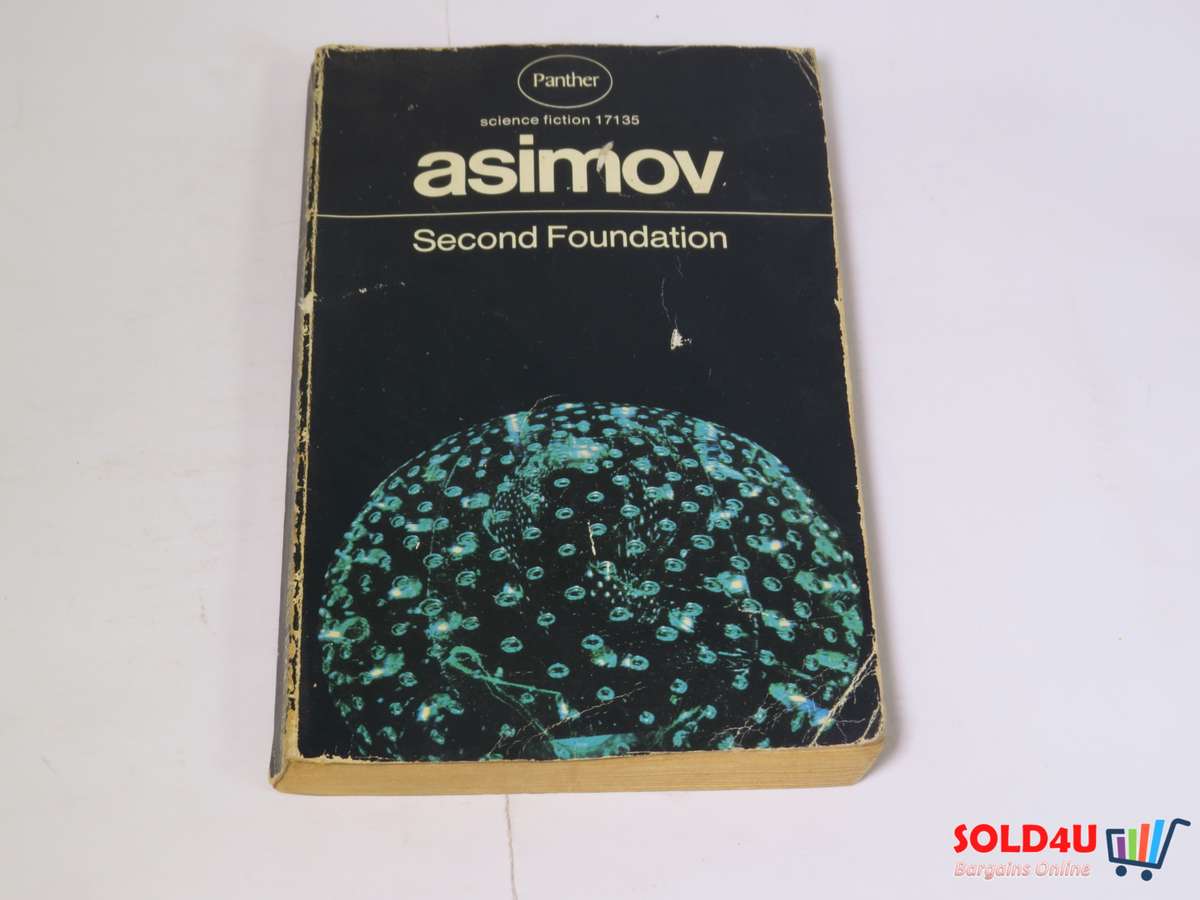 Panther
science fiction 17135
asimov
Second Foundation
SOLD4U
Bargains Online